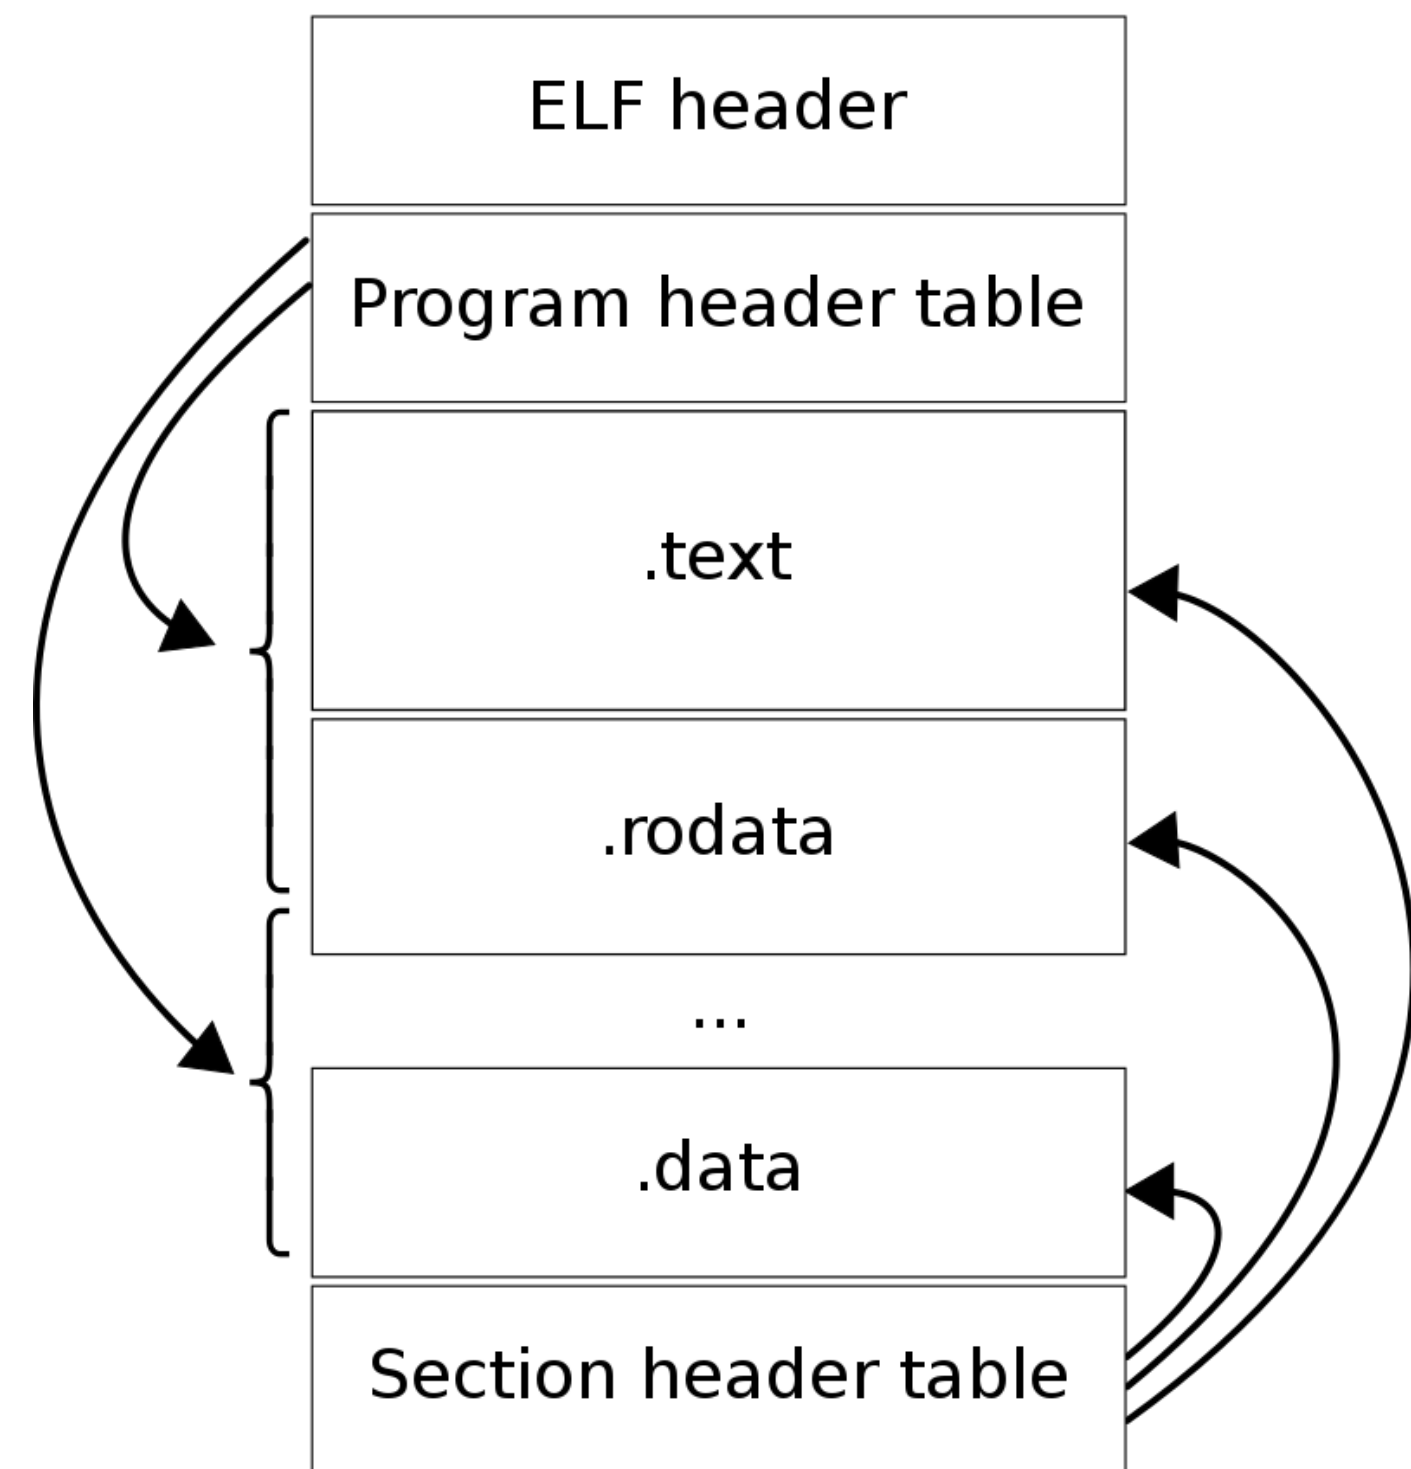 ELF header
Program header table
.text
.rodata
...
.data
Section header table